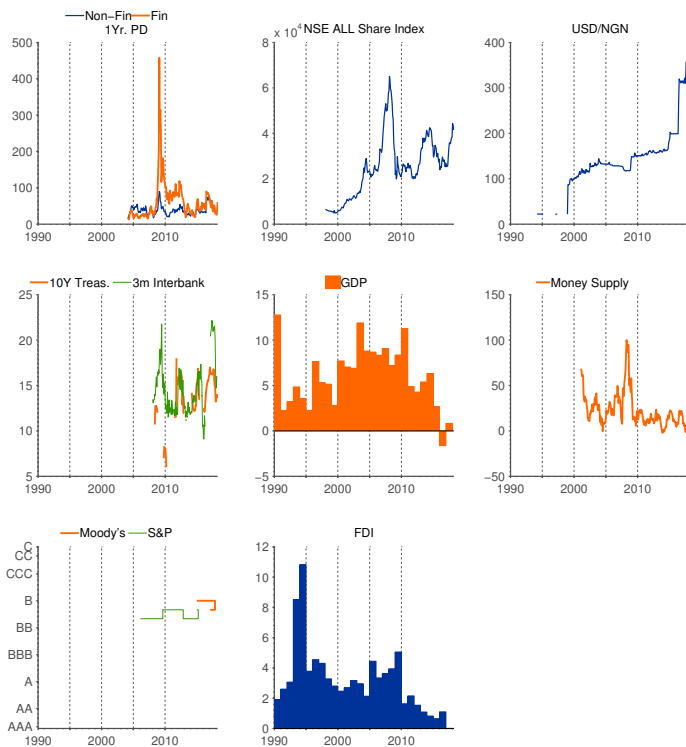 Non-Fin Fin
1Yr. PD
500
400
300
200
100
0
1990 2000 2010
x 10⁴ NSE ALL Share Index
8
6
4
2
0
1990 2000 2010
USD/NGN
400
300
200
100
0
1990 2000 2010
10Y Treas. 3m Interbank
25
20
15
10
5
1990 2000 2010
GDP
15
10
5
0
−5
1990 2000 2010
Money Supply
150
100
50
0
−50
1990 2000 2010
Moody's S&P
C
CC
CCC
B
BB
BBB
A
AA
AAA
1990 2000 2010
FDI
12
10
8
6
4
2
0
1990 2000 2010